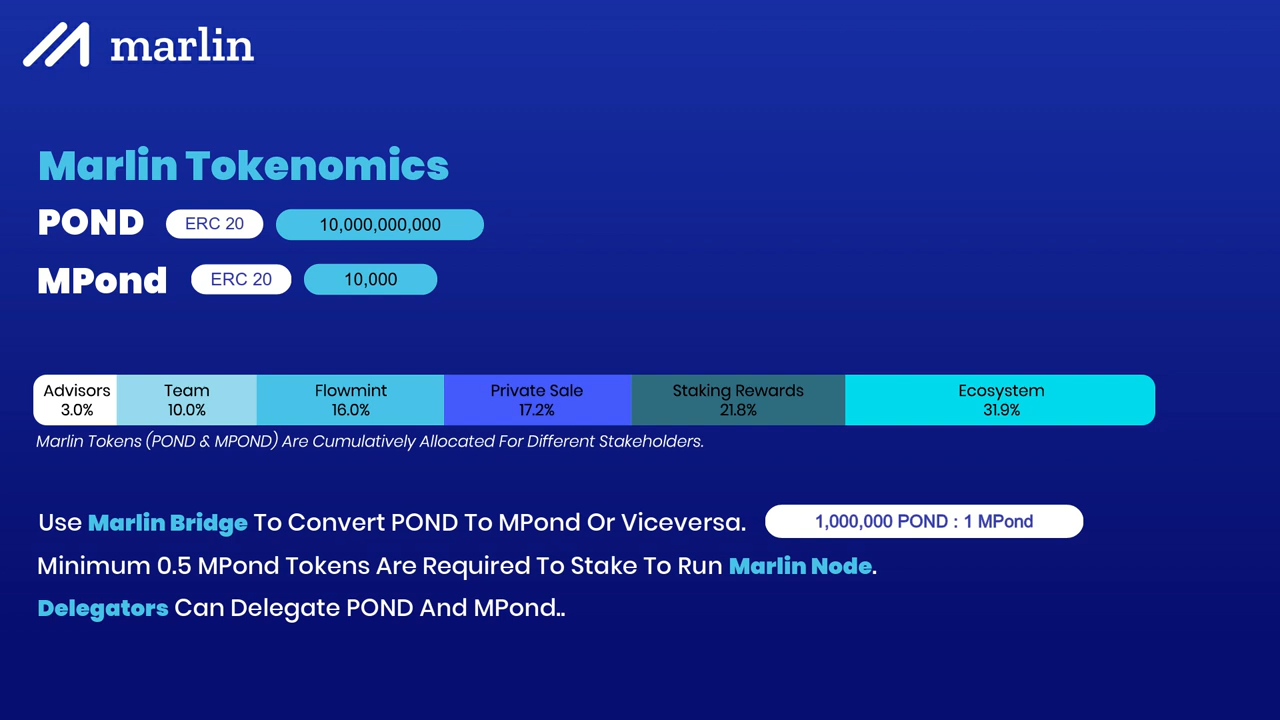 marlin
Marlin Tokenomics
POND ERC 20 10,000,000,000
MPond ERC 20 10,000
Advisors Team Flowmint Private Sale Staking Rewards Ecosystem
3.0% 10.0% 16.0% 17.2% 21.8% 31.9%
Marlin Tokens (POND & MPOND) Are Cumulatively Allocated For Different Stakeholders.
Use Marlin Bridge To Convert POND To MPond Or Viceversa. 1,000,000 POND : 1 MPond
Minimum 0.5 MPond Tokens Are Required To Stake To Run Marlin Node.
Delegators Can Delegate POND And MPond..